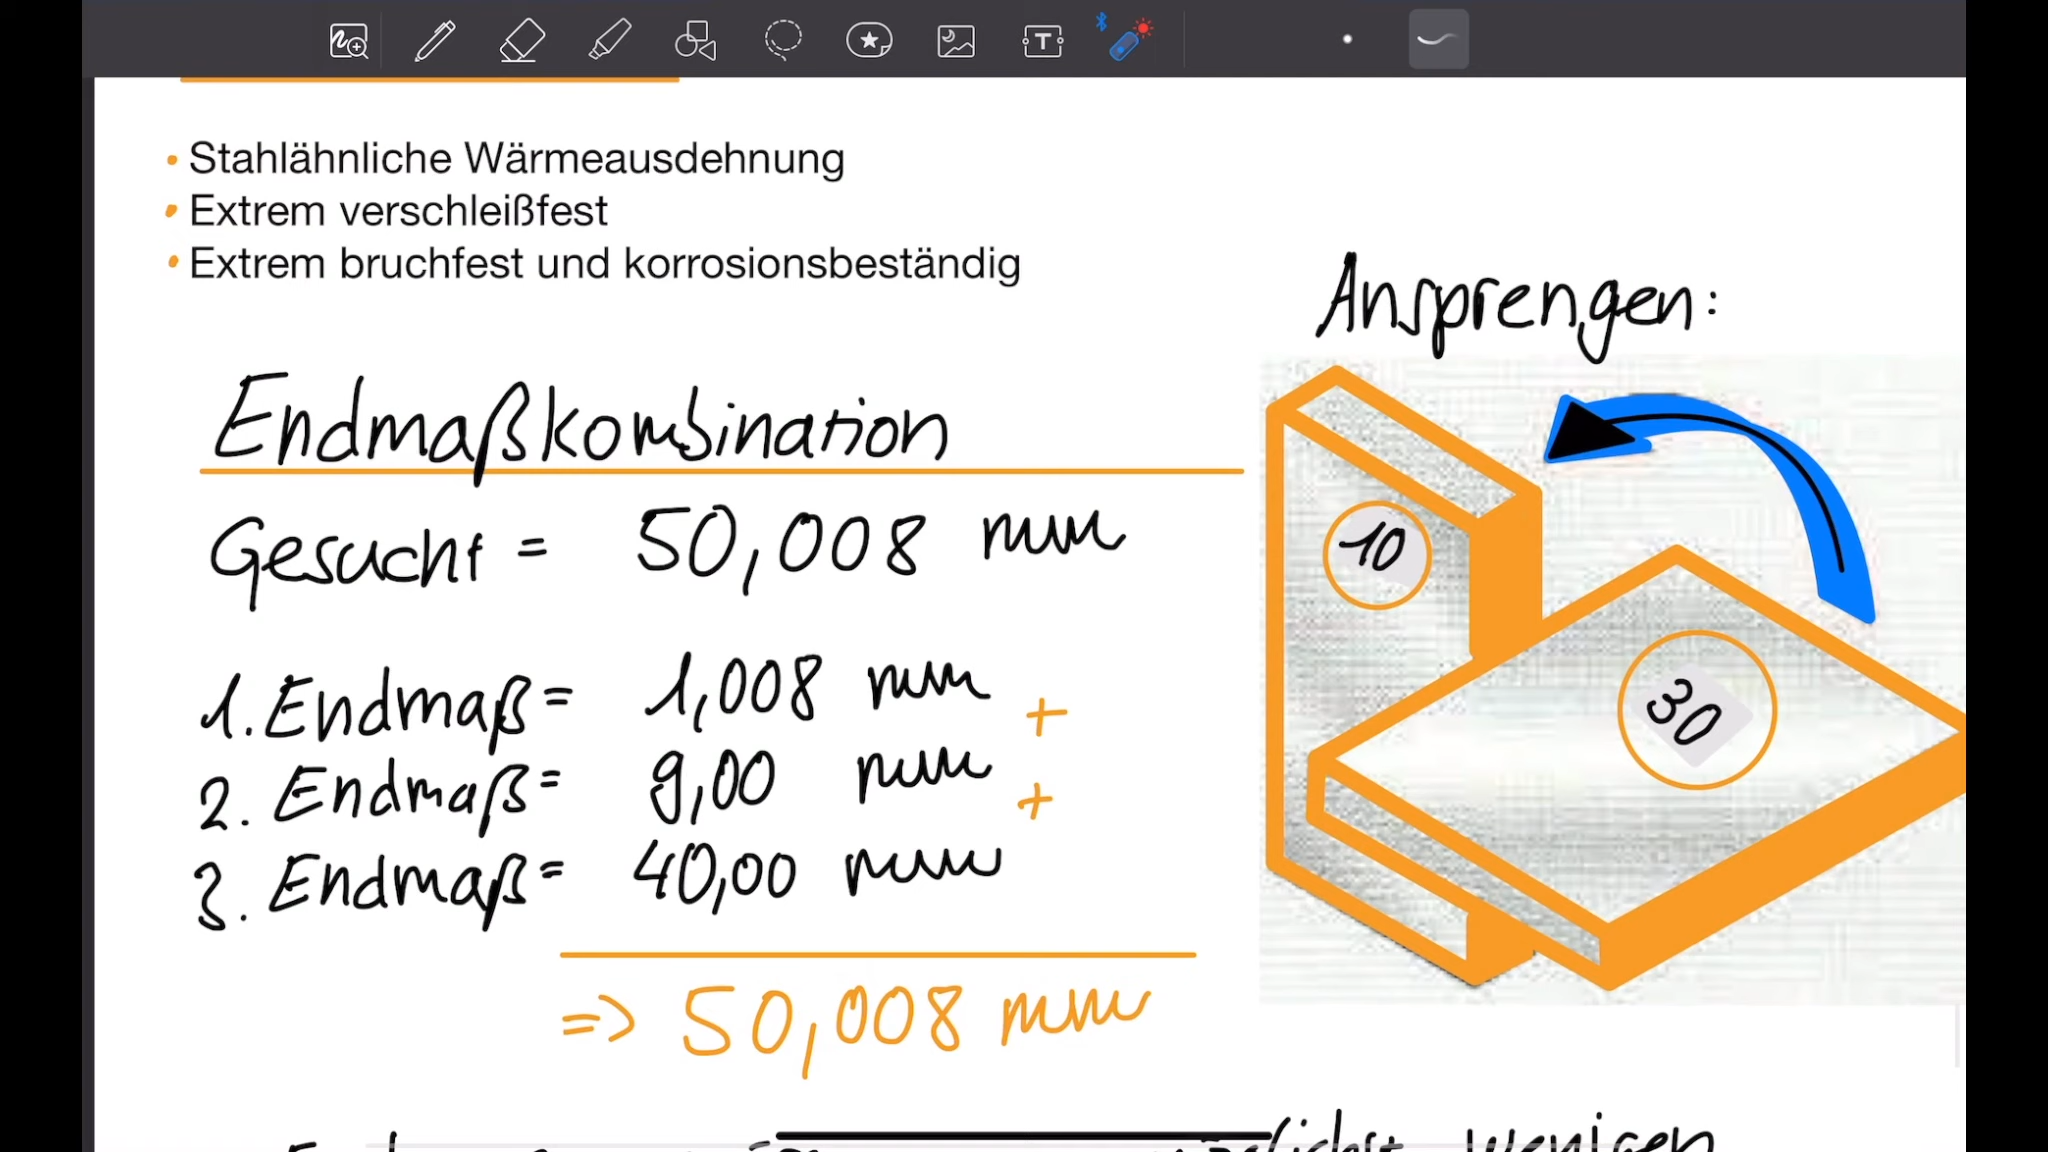 • Stahlähnliche Wärmeausdehnung
• Extrem verschleißfest
• Extrem bruchfest und korrosionsbeständig
Ansprengen:
Endmaßkombination
Gesucht = 50,008 mm
10
1. Endmaß = 1,008 mm +
30
2. Endmaß = 9,00 mm +
3. Endmaß = 40,00 mm
=> 50,008 mm
wenigen